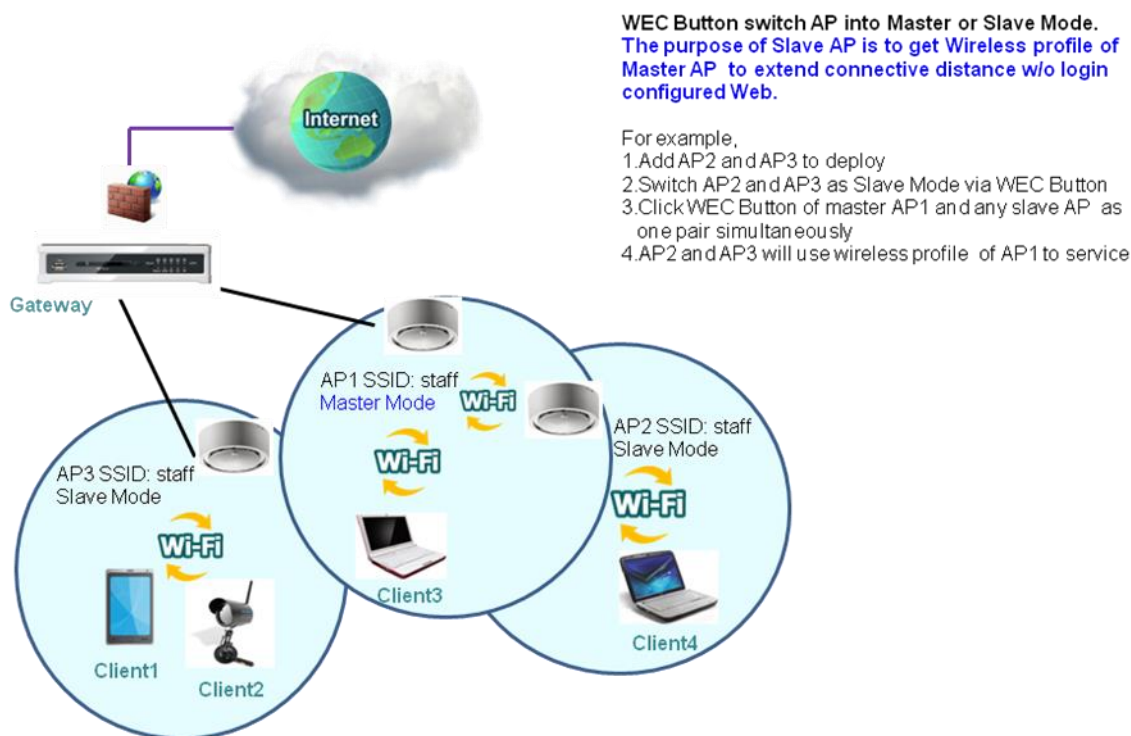 WEC Button switch AP into Master or Slave Mode.
The purpose of Slave AP is to get Wireless profile of
Master AP to extend connective distance w/o login
configured Web.
For example,
1.Add AP2 and AP3 to deploy
2.Switch AP2 and AP3 as Slave Mode via WEC Button
3.Click WEC Button of master AP1 and any slave AP as
one pair simultaneously
4.AP2 and AP3 will use wireless profile of AP1 to service
Internet
Gateway
AP1 SSID: staff
Master Mode
Wi-Fi
Wi-Fi
Client3
AP2 SSID: staff
Slave Mode
Wi-Fi
Client4
AP3 SSID: staff
Slave Mode
Wi-Fi
Client1
Client2